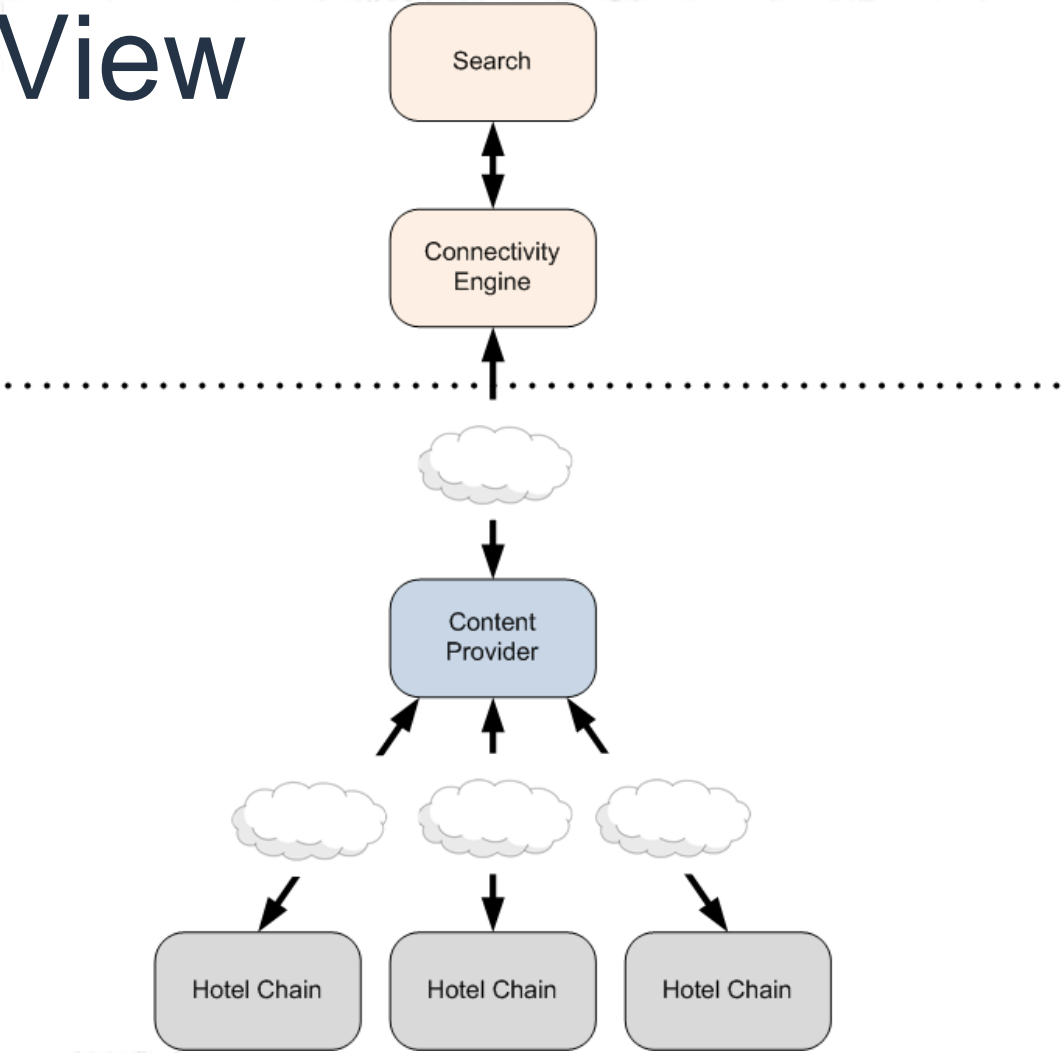 View
Search
Connectivity
Engine
Content
Provider
Hotel Chain
Hotel Chain
Hotel Chain